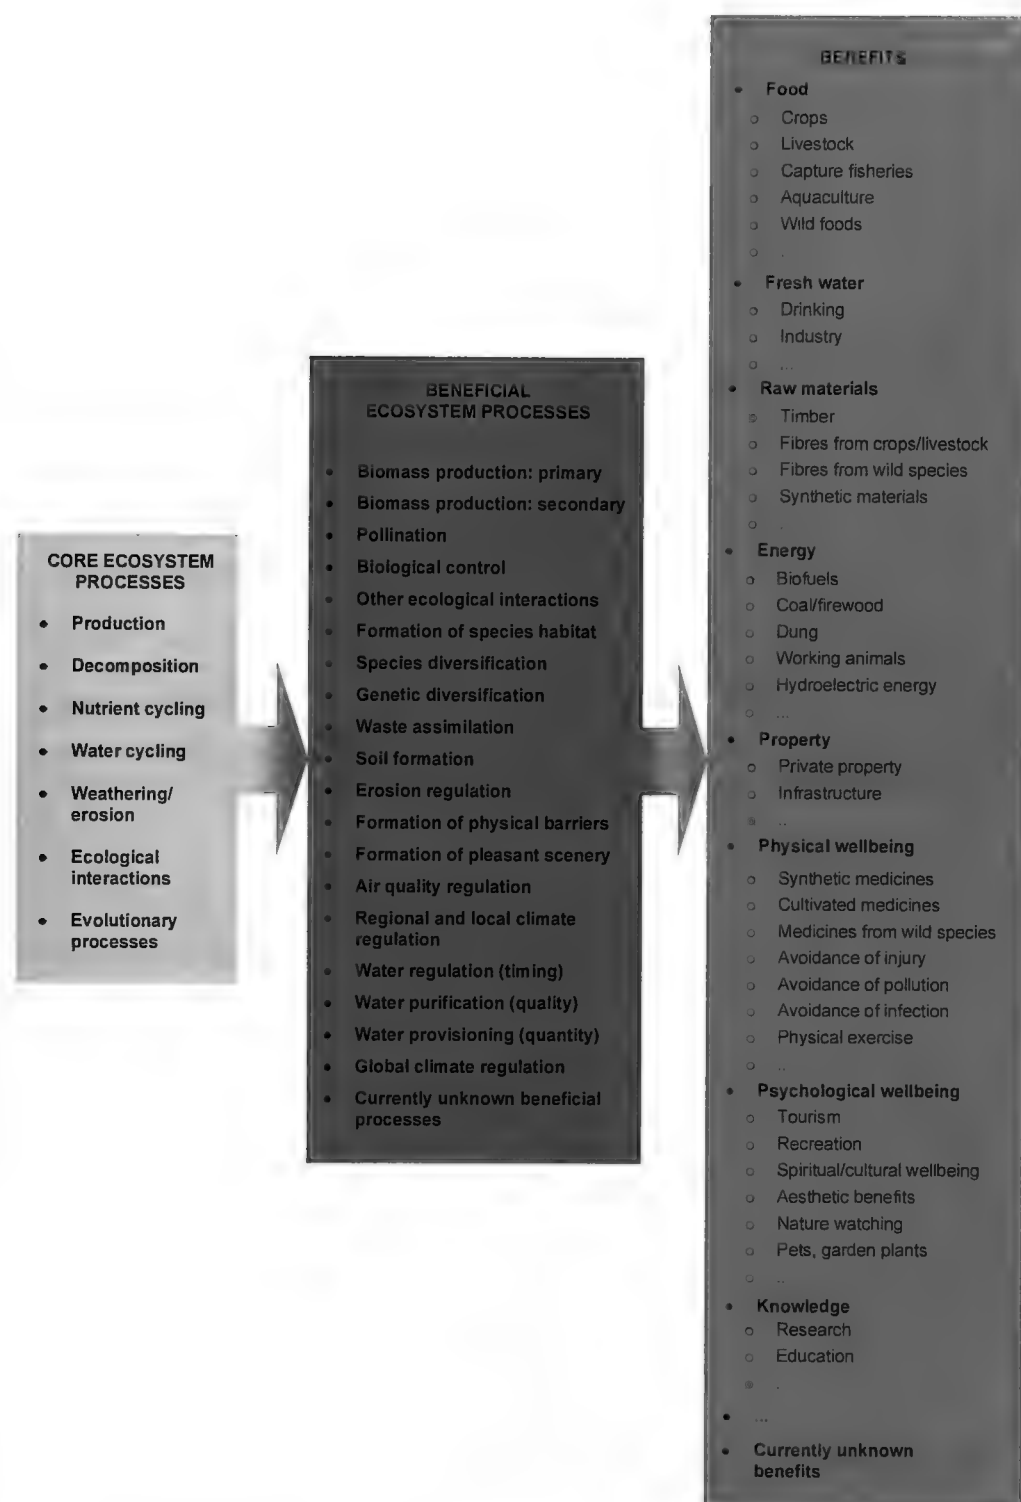 CORE ECOSYSTEM
PROCESSES
• Production
• Decomposition
• Nutrient cycling
• Water cycling
• Weathering/
erosion
• Ecological
interactions
• Evolutionary
processes
BENEFICIAL
ECOSYSTEM PROCESSES
• Biomass production: primary
• Biomass production: secondary
• Pollination
• Biological control
• Other ecological interactions
• Formation of species habitat
• Species diversification
• Genetic diversification
• Waste assimilation
• Soil formation
• Erosion regulation
• Formation of physical barriers
• Formation of pleasant scenery
• Air quality regulation
• Regional and local climate
regulation
• Water regulation (timing)
• Water purification (quality)
• Water provisioning (quantity)
• Global climate regulation
• Currently unknown beneficial
processes
BENEFITS
• Food
o Crops
o Livestock
o Capture fisheries
o Aquaculture
o Wild foods
o .
• Fresh water
o Drinking
o Industry
o ...
• Raw materials
o Timber
o Fibres from crops/livestock
o Fibres from wild species
o Synthetic materials
o .
• Energy
o Biofuels
o Coal/firewood
o Dung
o Working animals
o Hydroelectric energy
o ...
• Property
o Private property
o Infrastructure
o ..
• Physical wellbeing
o Synthetic medicines
o Cultivated medicines
o Medicines from wild species
o Avoidance of injury
o Avoidance of pollution
o Avoidance of infection
o Physical exercise
o ..
• Psychological wellbeing
o Tourism
o Recreation
o Spiritual/cultural wellbeing
o Aesthetic benefits
o Nature watching
o Pets, garden plants
o ..
• Knowledge
o Research
o Education
o .
• ...
• Currently unknown
benefits